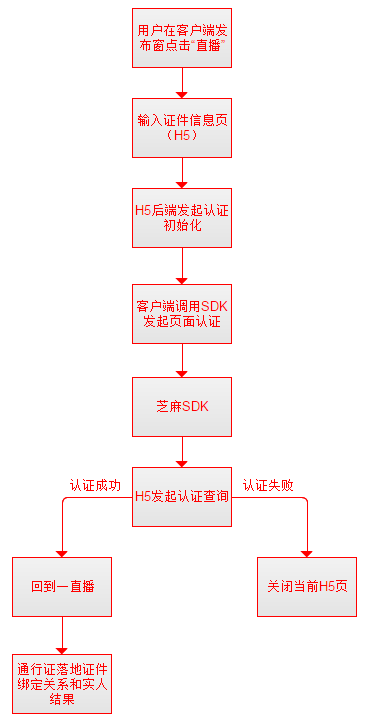 用户在客户端发
布窗点击“直播”
输入证件信息页
（H5）
H5后端发起认证
初始化
客户端调用SDK
发起页面认证
芝麻SDK
H5发起认证查询
认证成功
认证失败
回到一直播
关闭当前H5页
通行证落地证件
绑定关系和实人
结果